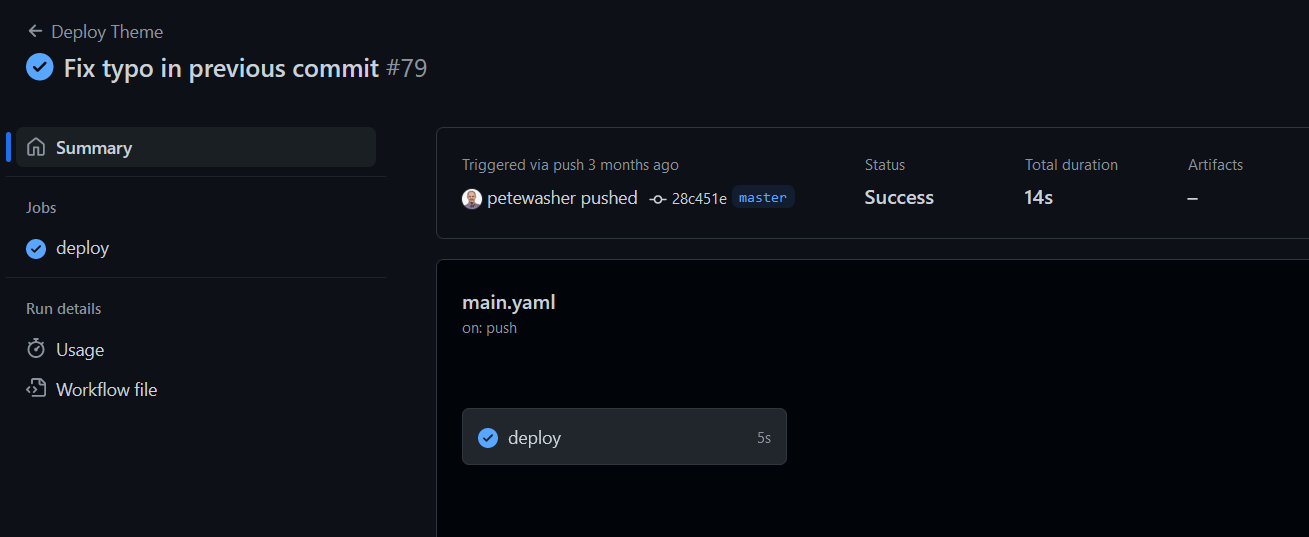 Deploy Theme
Fix typo in previous commit #79
Summary
Jobs
deploy
Run details
Usage
Workflow file
Triggered via push 3 months ago
petewasher pushed 28c451e master
Status
Success
Total duration
14s
Artifacts
–
main.yaml
on: push
deploy 5s